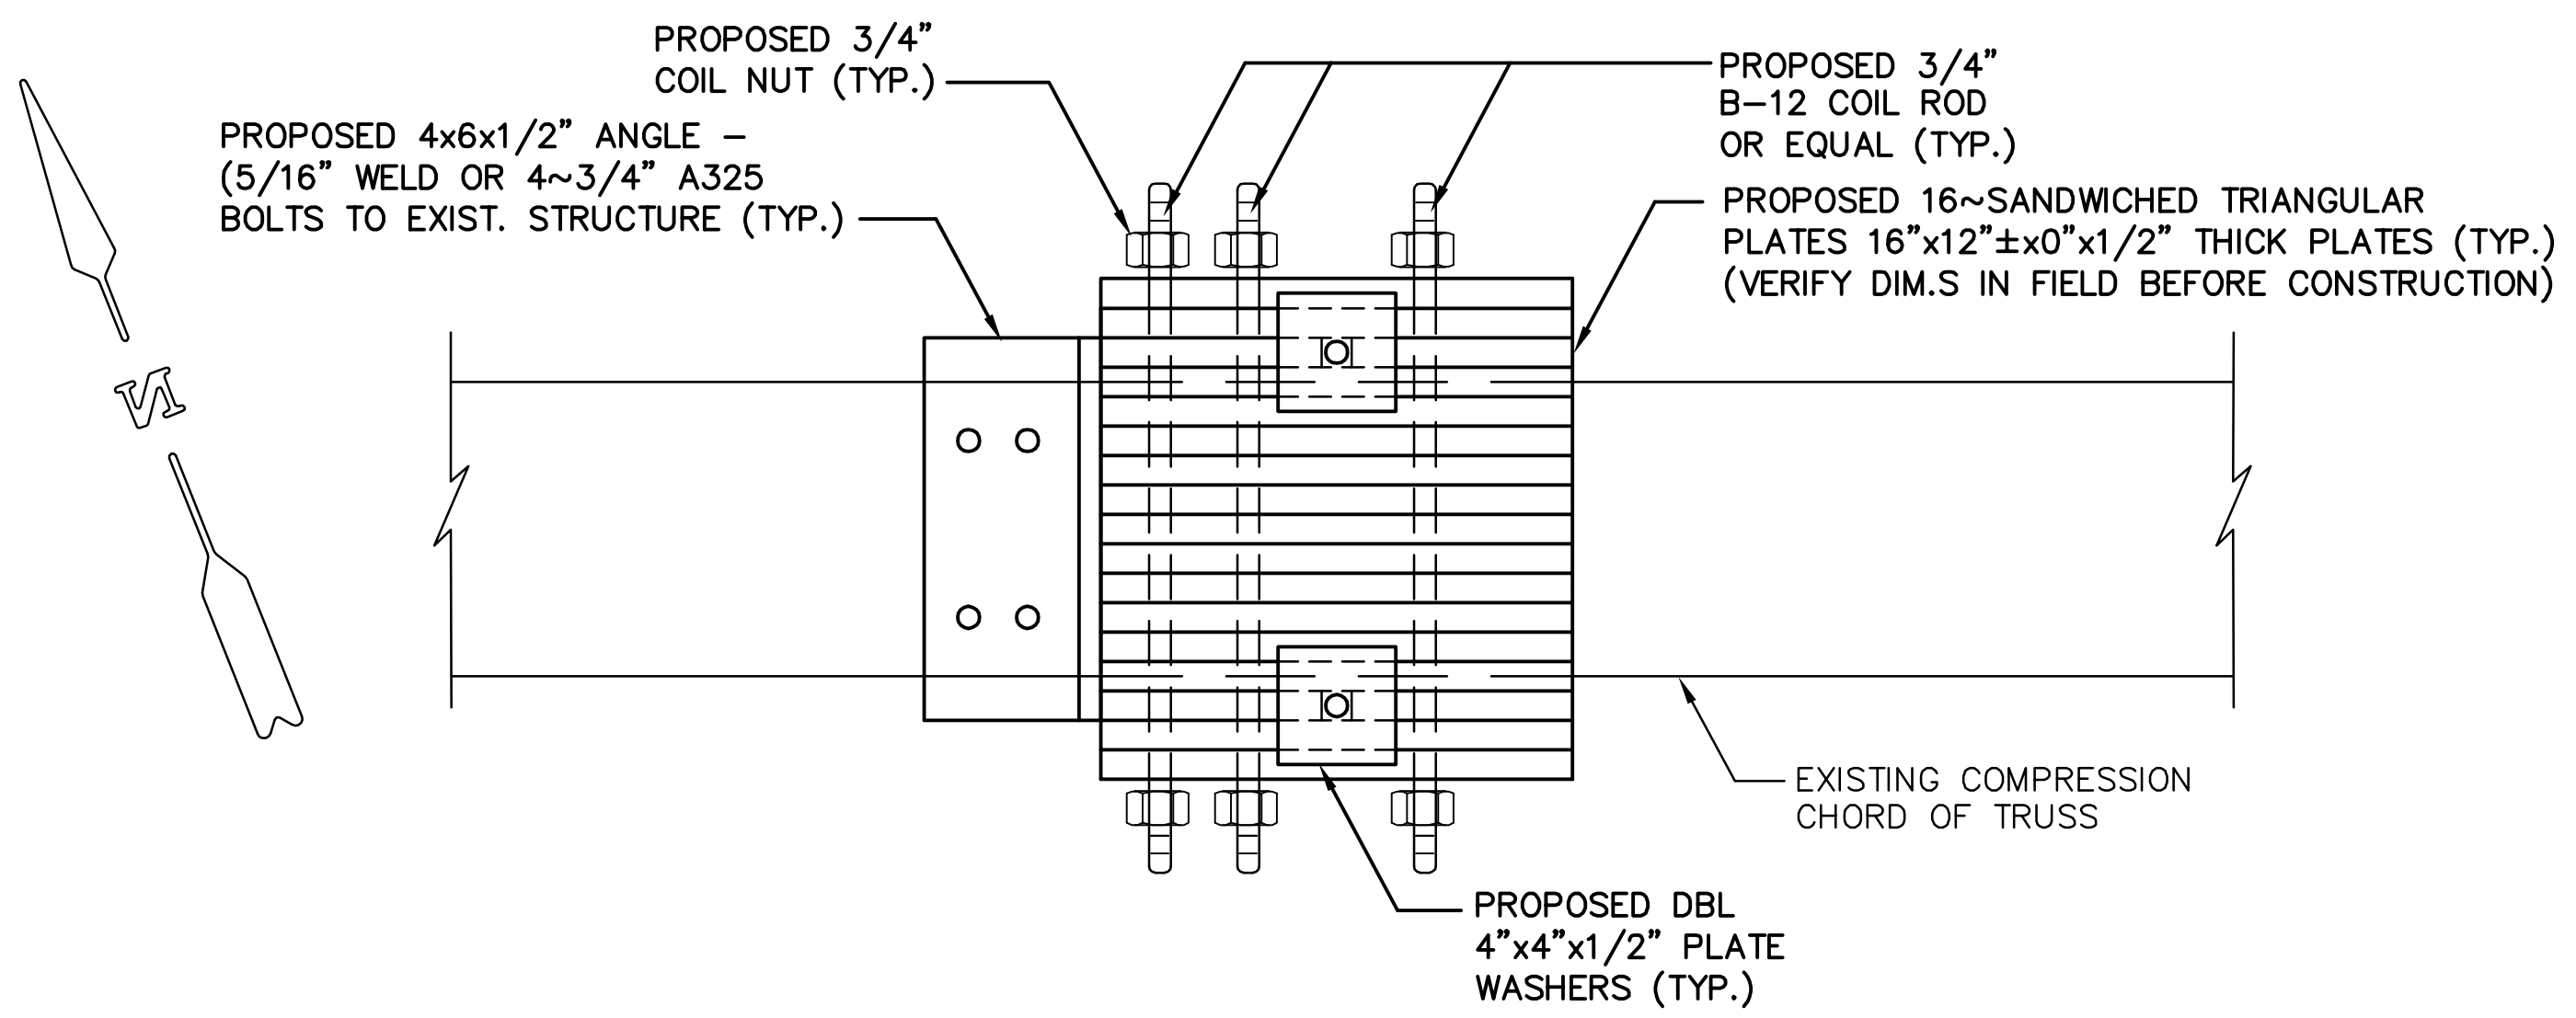 PROPOSED 3/4"
COIL NUT (TYP.)
PROPOSED 4x6x1/2" ANGLE –
(5/16" WELD OR 4~3/4" A325
BOLTS TO EXIST. STRUCTURE (TYP.)
PROPOSED 3/4"
B–12 COIL ROD
OR EQUAL (TYP.)
PROPOSED 16~SANDWICHED TRIANGULAR
PLATES 16"x12"±x0"x1/2" THICK PLATES (TYP.)
(VERIFY DIM.S IN FIELD BEFORE CONSTRUCTION)
N
EXISTING COMPRESSION
CHORD OF TRUSS
PROPOSED DBL
4"x4"x1/2" PLATE
WASHERS (TYP.)